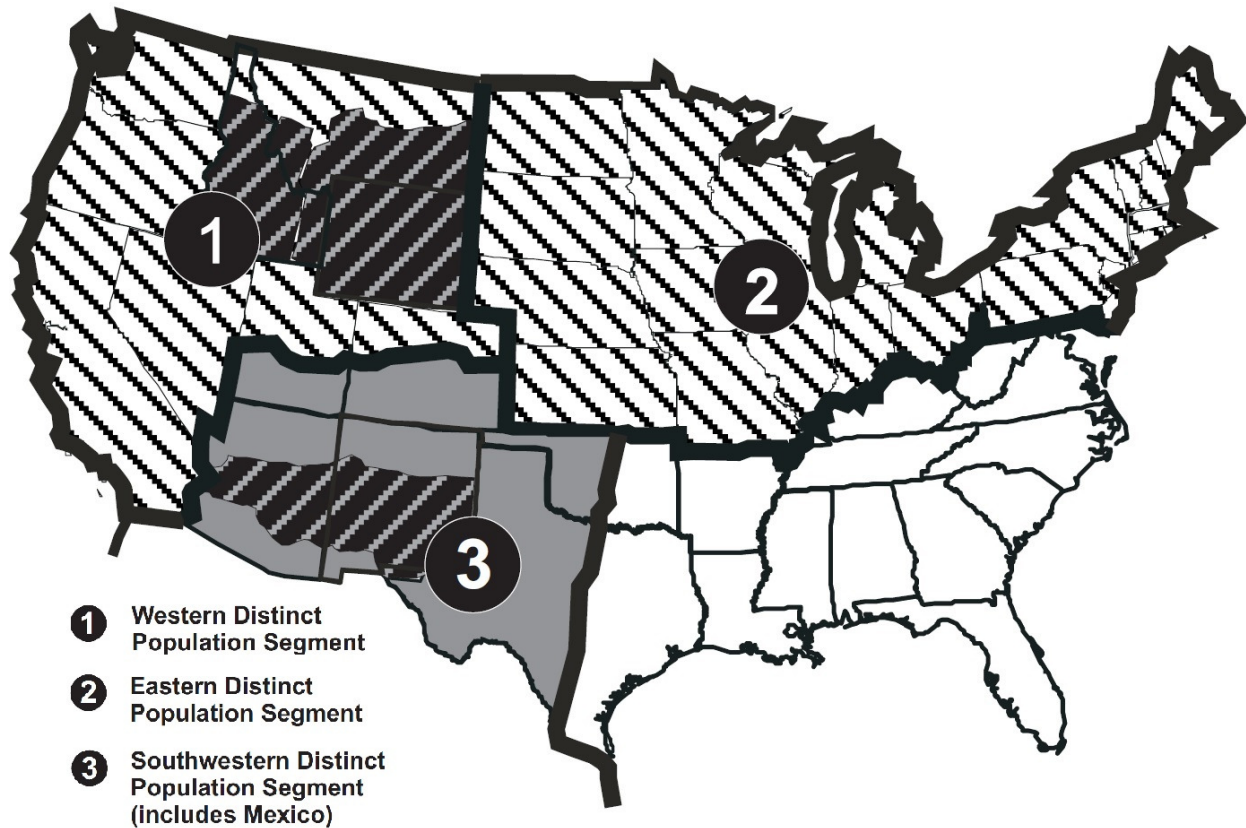 1
2
3
1 Western Distinct
Population Segment
2 Eastern Distinct
Population Segment
3 Southwestern Distinct
Population Segment
(includes Mexico)